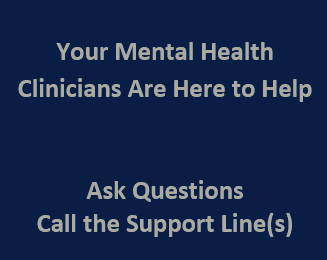 Your Mental Health
Clinicians Are Here to Help
Ask Questions
Call the Support Line(s)